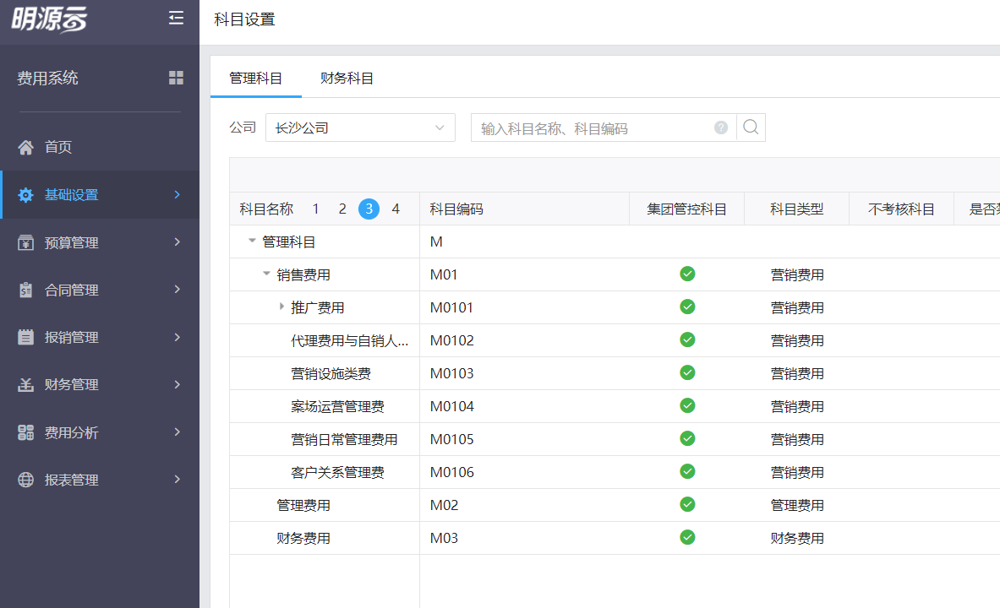 明源云
科目设置
费用系统
管理科目 财务科目
公司 长沙公司 输入科目名称、科目编码 ?
首页
基础设置
预算管理
合同管理
报销管理
财务管理
费用分析
报表管理
科目名称 1 2 3 4 科目编码 集团管控科目 科目类型 不考核科目 是否
管理科目 M
销售费用 M01 营销费用
推广费用 M0101 营销费用
代理费用与自销人... M0102 营销费用
营销设施类费 M0103 营销费用
案场运营管理费 M0104 营销费用
营销日常管理费用 M0105 营销费用
客户关系管理费 M0106 营销费用
管理费用 M02 管理费用
财务费用 M03 财务费用